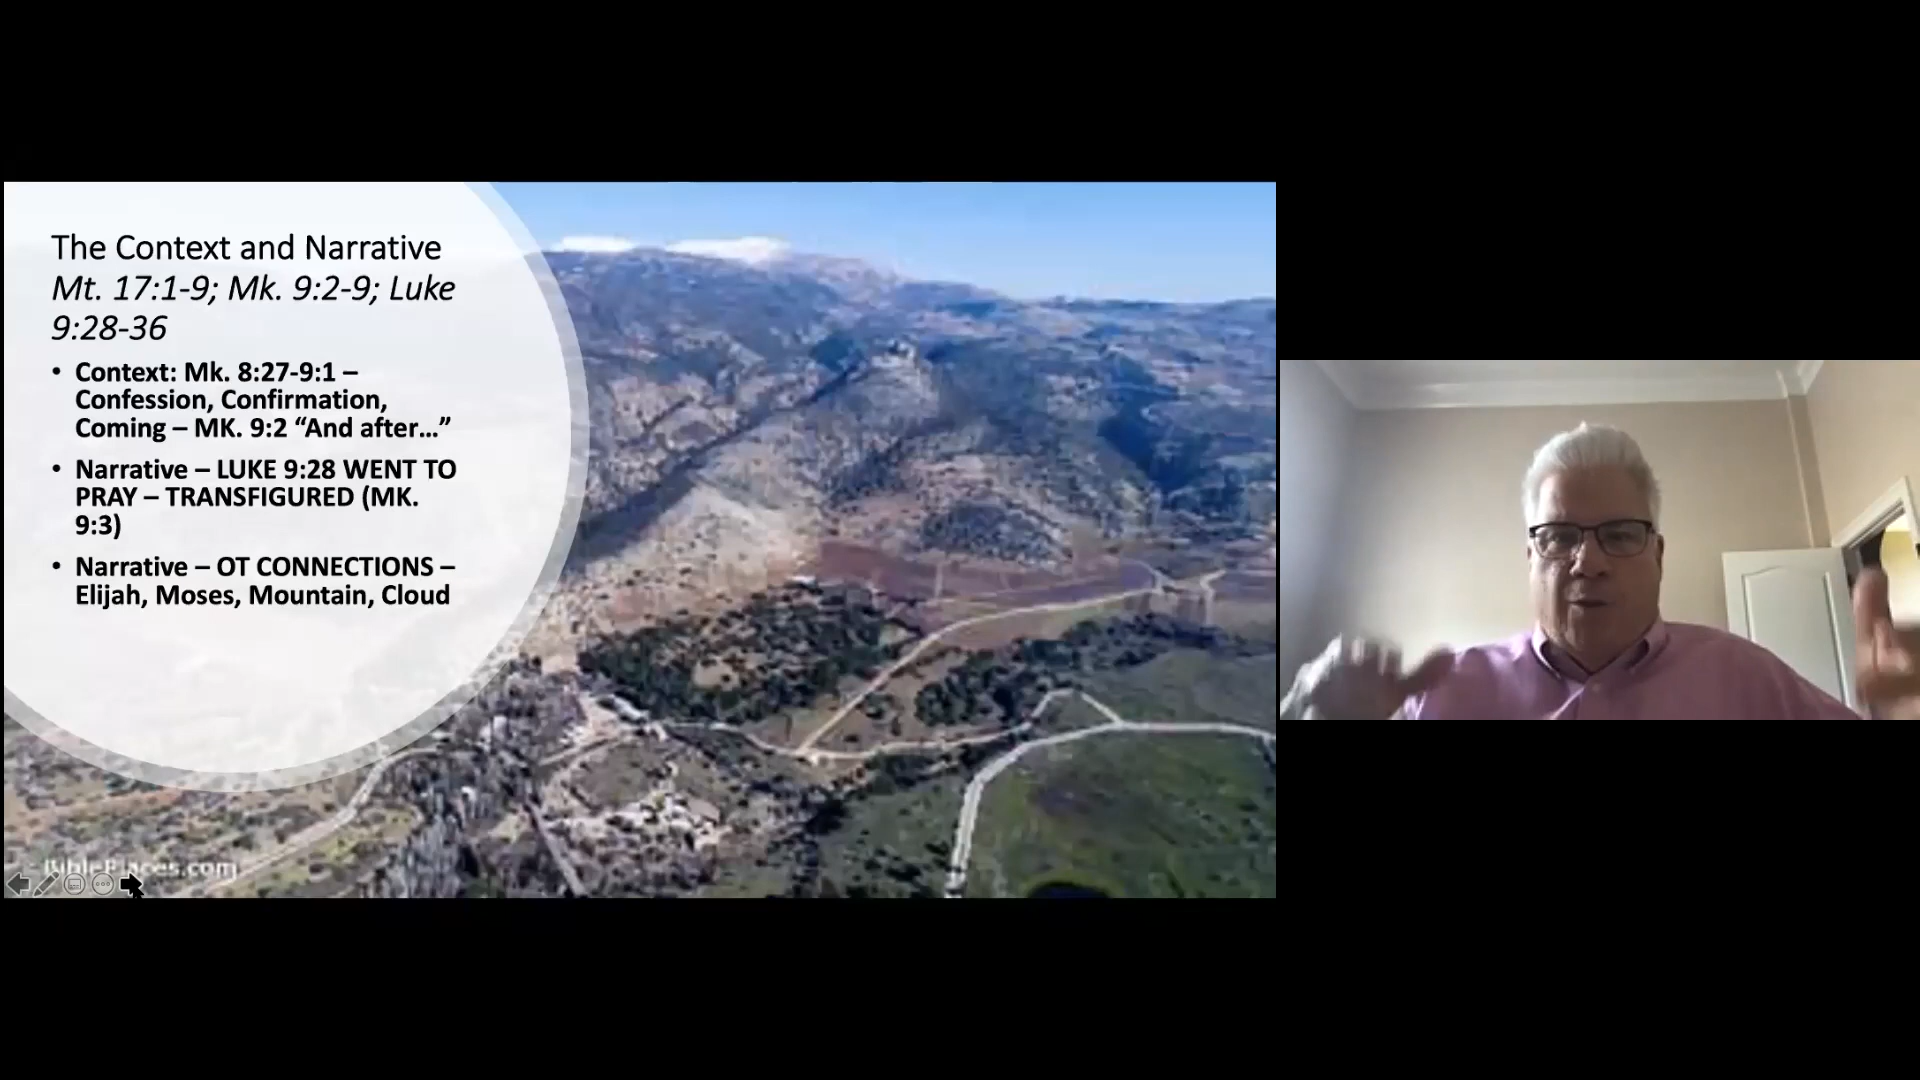 The Context and Narrative
Mt. 17:1-9; Mk. 9:2-9; Luke
9:28-36
• Context: Mk. 8:27-9:1 –
Confession, Confirmation,
Coming – MK. 9:2 “And after…”
• Narrative – LUKE 9:28 WENT TO
PRAY – TRANSFIGURED (MK.
9:3)
• Narrative – OT CONNECTIONS –
Elijah, Moses, Mountain, Cloud
BiblePlaces.com